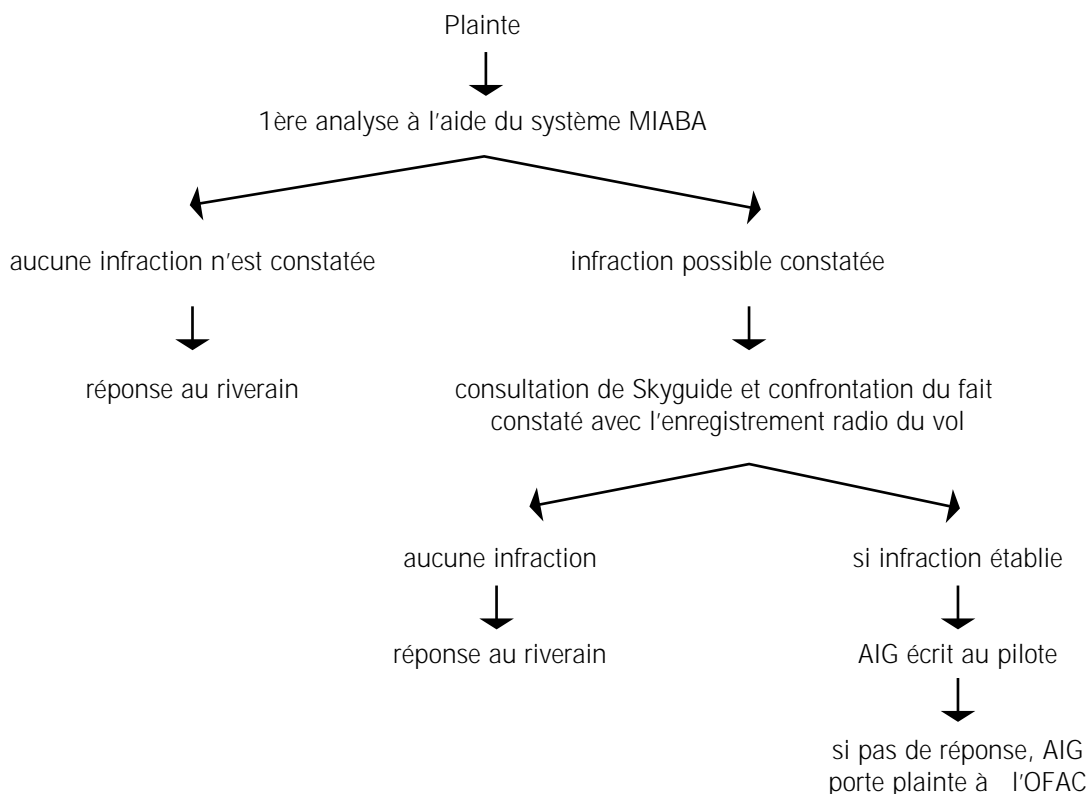 Plainte
1ère analyse à l'aide du système MIABA
aucune infraction n'est constatée
infraction possible constatée
réponse au riverain
consultation de Skyguide et confrontation du fait
constaté avec l'enregistrement radio du vol
aucune infraction
si infraction établie
réponse au riverain
AIG écrit au pilote
si pas de réponse, AIG
porte plainte à l'OFAC